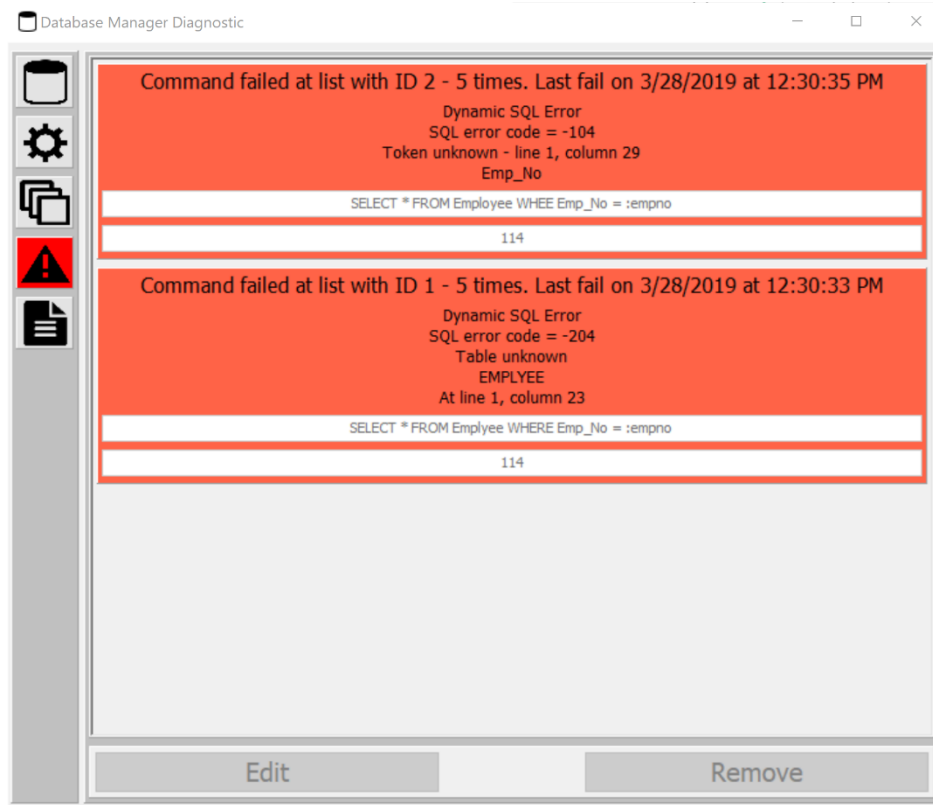 Database Manager Diagnostic
Command failed at list with ID 2 - 5 times. Last fail on 3/28/2019 at 12:30:35 PM
Dynamic SQL Error
SQL error code = -104
Token unknown - line 1, column 29
Emp_No
SELECT * FROM Employee WHEE Emp_No = :empno
114
Command failed at list with ID 1 - 5 times. Last fail on 3/28/2019 at 12:30:33 PM
Dynamic SQL Error
SQL error code = -204
Table unknown
EMPLYEE
At line 1, column 23
SELECT * FROM Emplyee WHERE Emp_No = :empno
114
Edit
Remove